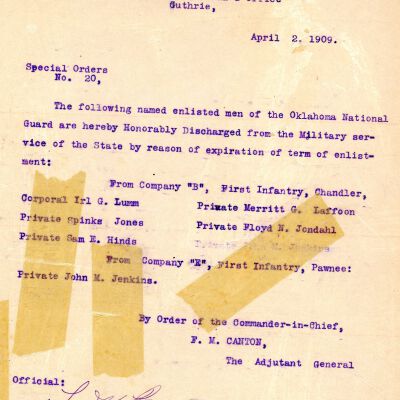 Guthrie,
April 2. 1909.
Special Orders
No. 20,
The following named enlisted men of the Oklahoma National
Guard are hereby Honorably Discharged from the Military ser-
vice of the State by reason of expiration of term of enlist-
ment:
From Company "B", First Infantry, Chandler,
Corporal Irl G. Lumm Private Merritt G. Laffoon
Private Spinks Jones Private Floyd N. Jondahl
Private Sam E. Hinds Private John M. Jenkins
From Company "E", First Infantry, Pawnee:
Private John M. Jenkins.
By Order of the Commander-in-Chief,
F. M. CANTON,
The Adjutant General
Official: